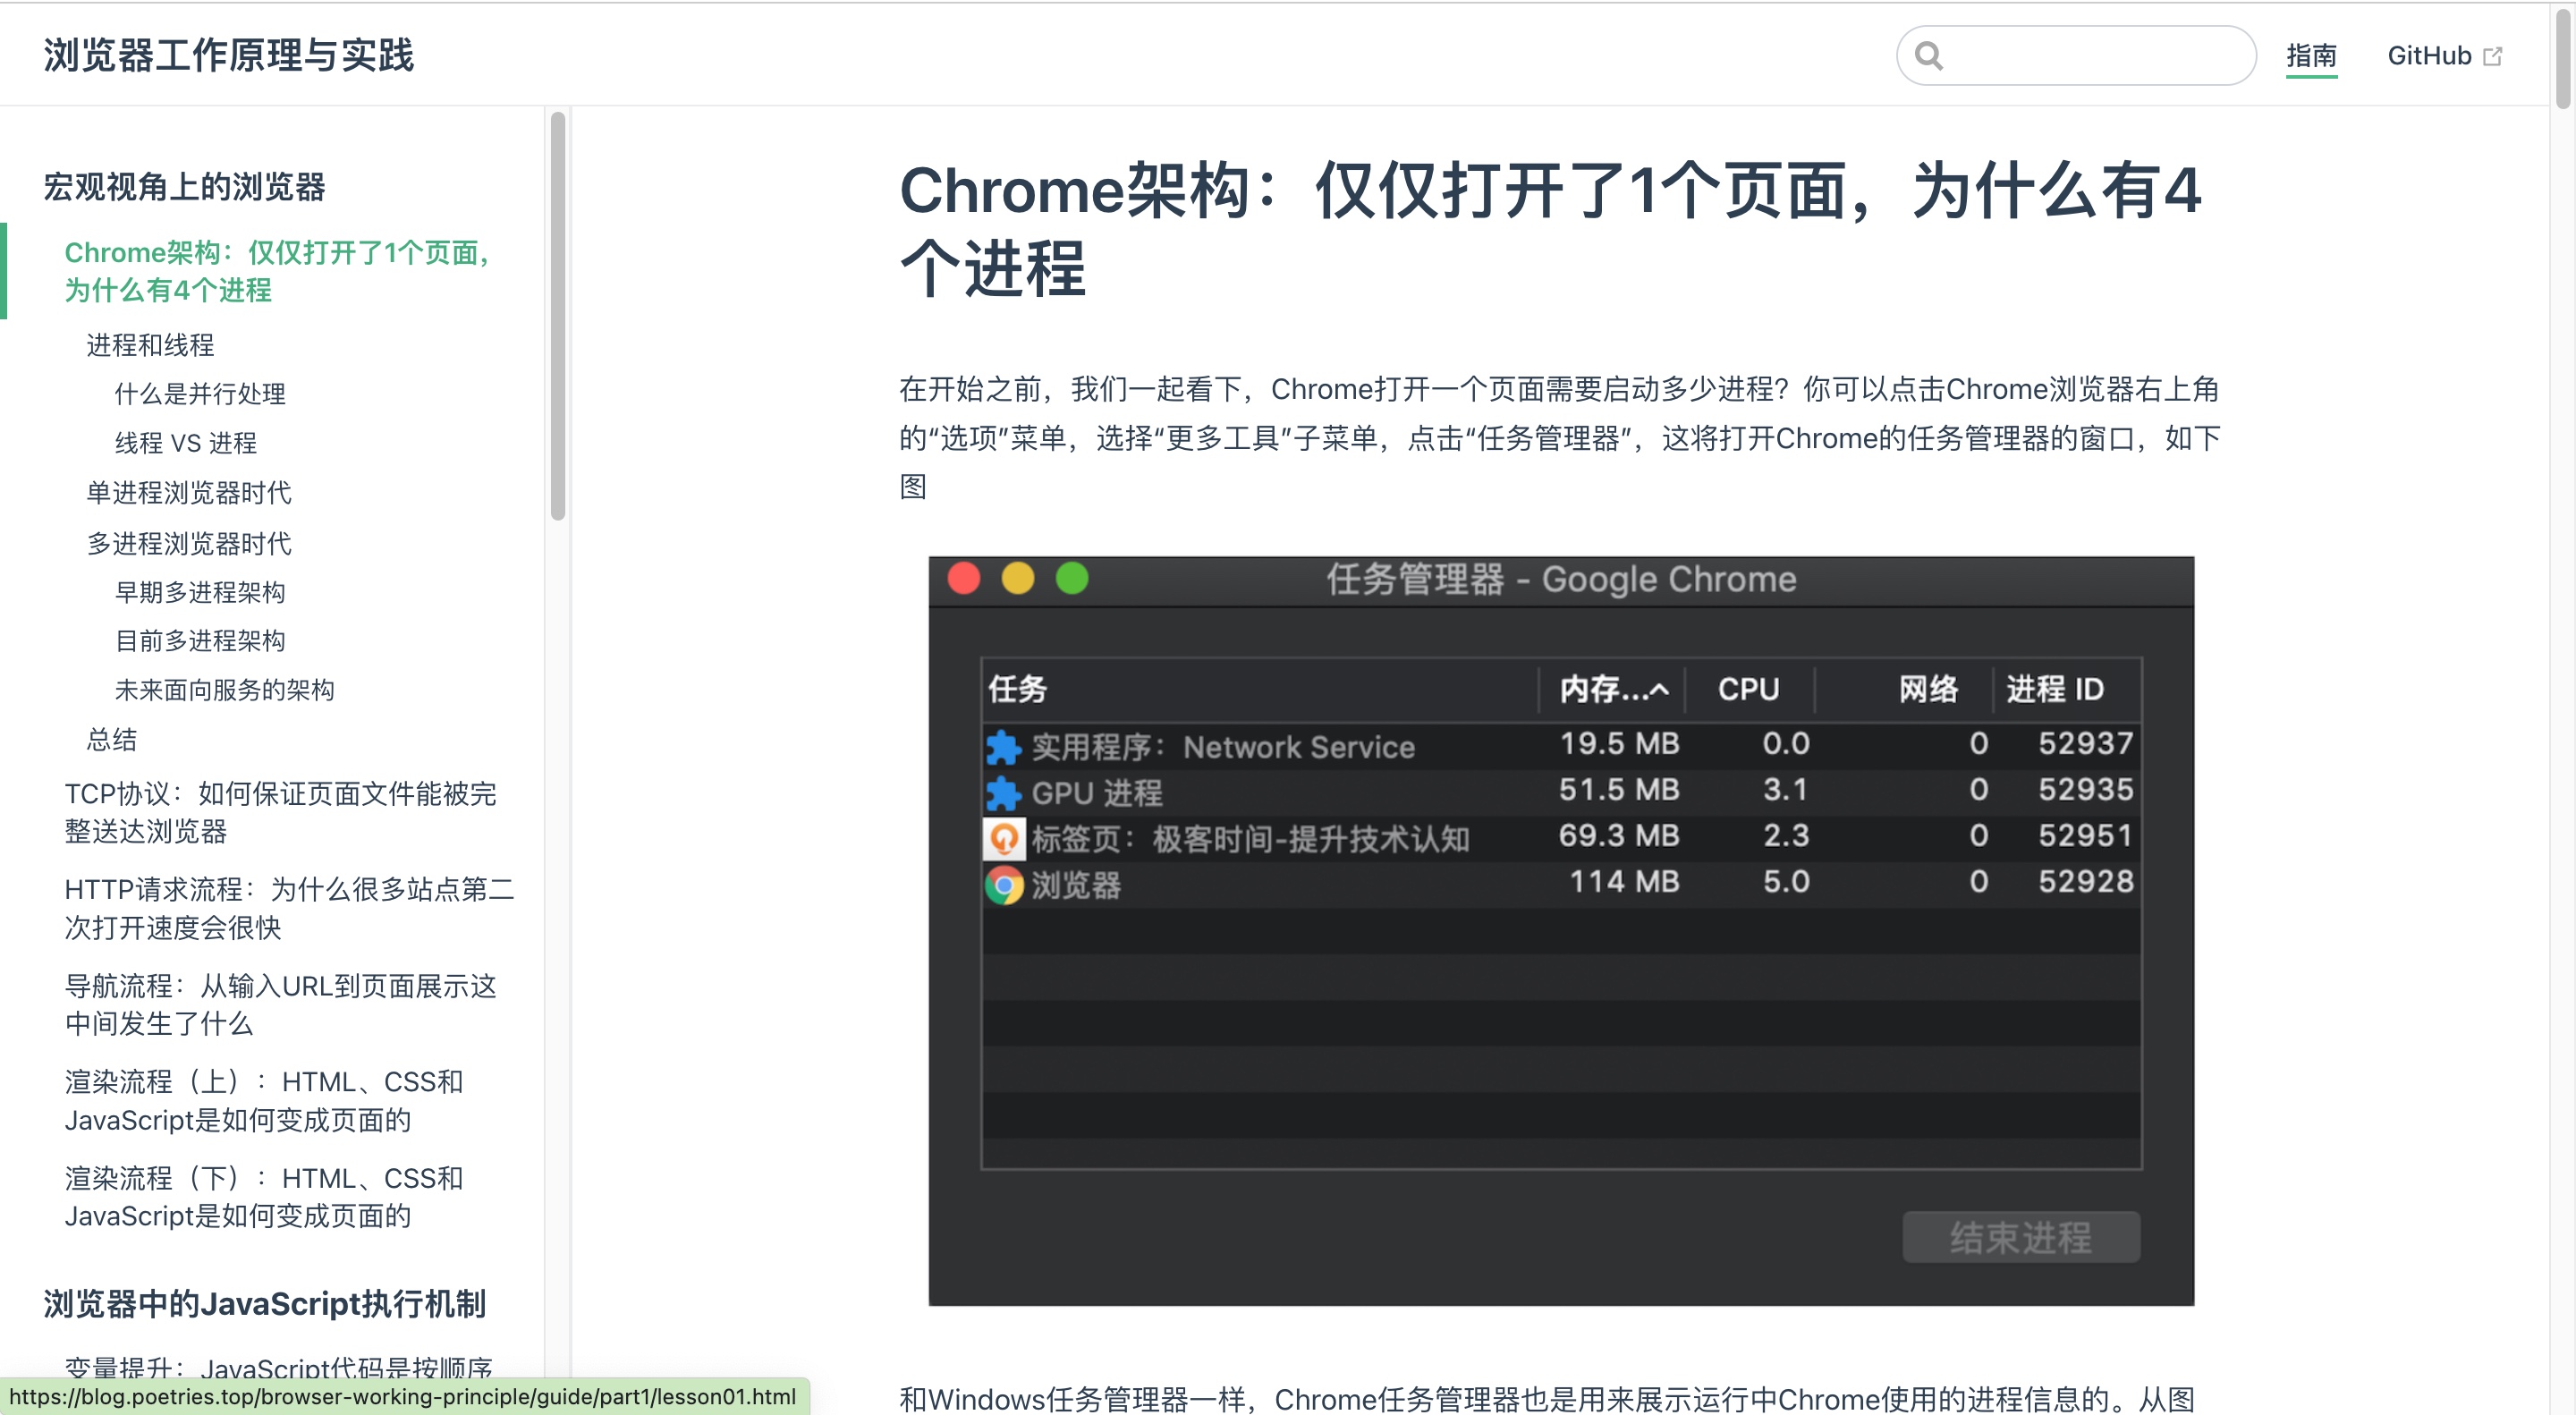 浏览器工作原理与实践
指南
GitHub
宏观视角上的浏览器
Chrome架构：仅仅打开了1个页面，
为什么有4个进程
进程和线程
什么是并行处理
线程 VS 进程
单进程浏览器时代
多进程浏览器时代
早期多进程架构
目前多进程架构
未来面向服务的架构
总结
TCP协议：如何保证页面文件能被完
整送达浏览器
HTTP请求流程：为什么很多站点第二
次打开速度会很快
导航流程：从输入URL到页面展示这
中间发生了什么
渲染流程（上）：HTML、CSS和
JavaScript是如何变成页面的
渲染流程（下）：HTML、CSS和
JavaScript是如何变成页面的
浏览器中的JavaScript执行机制
变量提升：JavaScript代码是按顺序
https://blog.poetries.top/browser-working-principle/guide/part1/lesson01.html
Chrome架构：仅仅打开了1个页面，为什么有4
个进程
在开始之前，我们一起看下，Chrome打开一个页面需要启动多少进程？你可以点击Chrome浏览器右上角
的“选项”菜单，选择“更多工具”子菜单，点击“任务管理器”，这将打开Chrome的任务管理器的窗口，如下
图
任务管理器 - Google Chrome
任务 内存... CPU 网络 进程 ID
实用程序：Network Service 19.5 MB 0.0 0 52937
GPU 进程 51.5 MB 3.1 0 52935
标签页：极客时间-提升技术认知 69.3 MB 2.3 0 52951
浏览器 114 MB 5.0 0 52928
结束进程
和Windows任务管理器一样，Chrome任务管理器也是用来展示运行中Chrome使用的进程信息的。从图